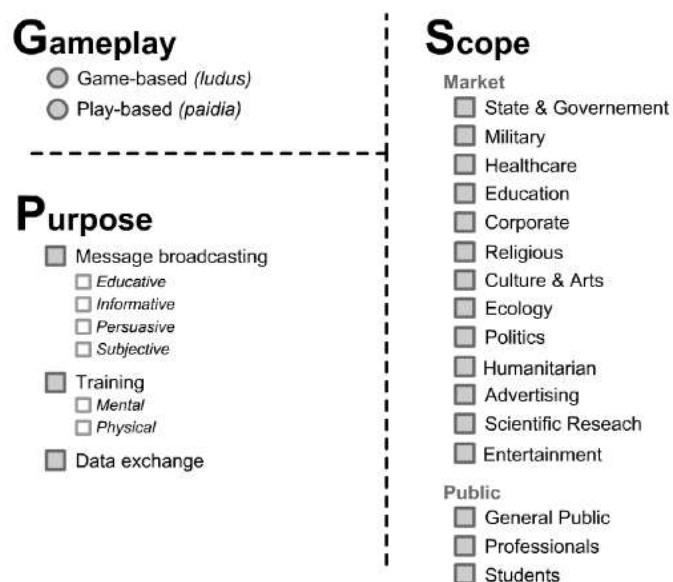 Gameplay
Game-based (ludus)
Play-based (paidia)
Purpose
Message broadcasting
Educative
Informative
Persuasive
Subjective
Training
Mental
Physical
Data exchange
Scope
Market
State & Governement
Military
Healthcare
Education
Corporate
Religious
Culture & Arts
Ecology
Politics
Humanitarian
Advertising
Scientific Reseach
Entertainment
Public
General Public
Professionals
Students